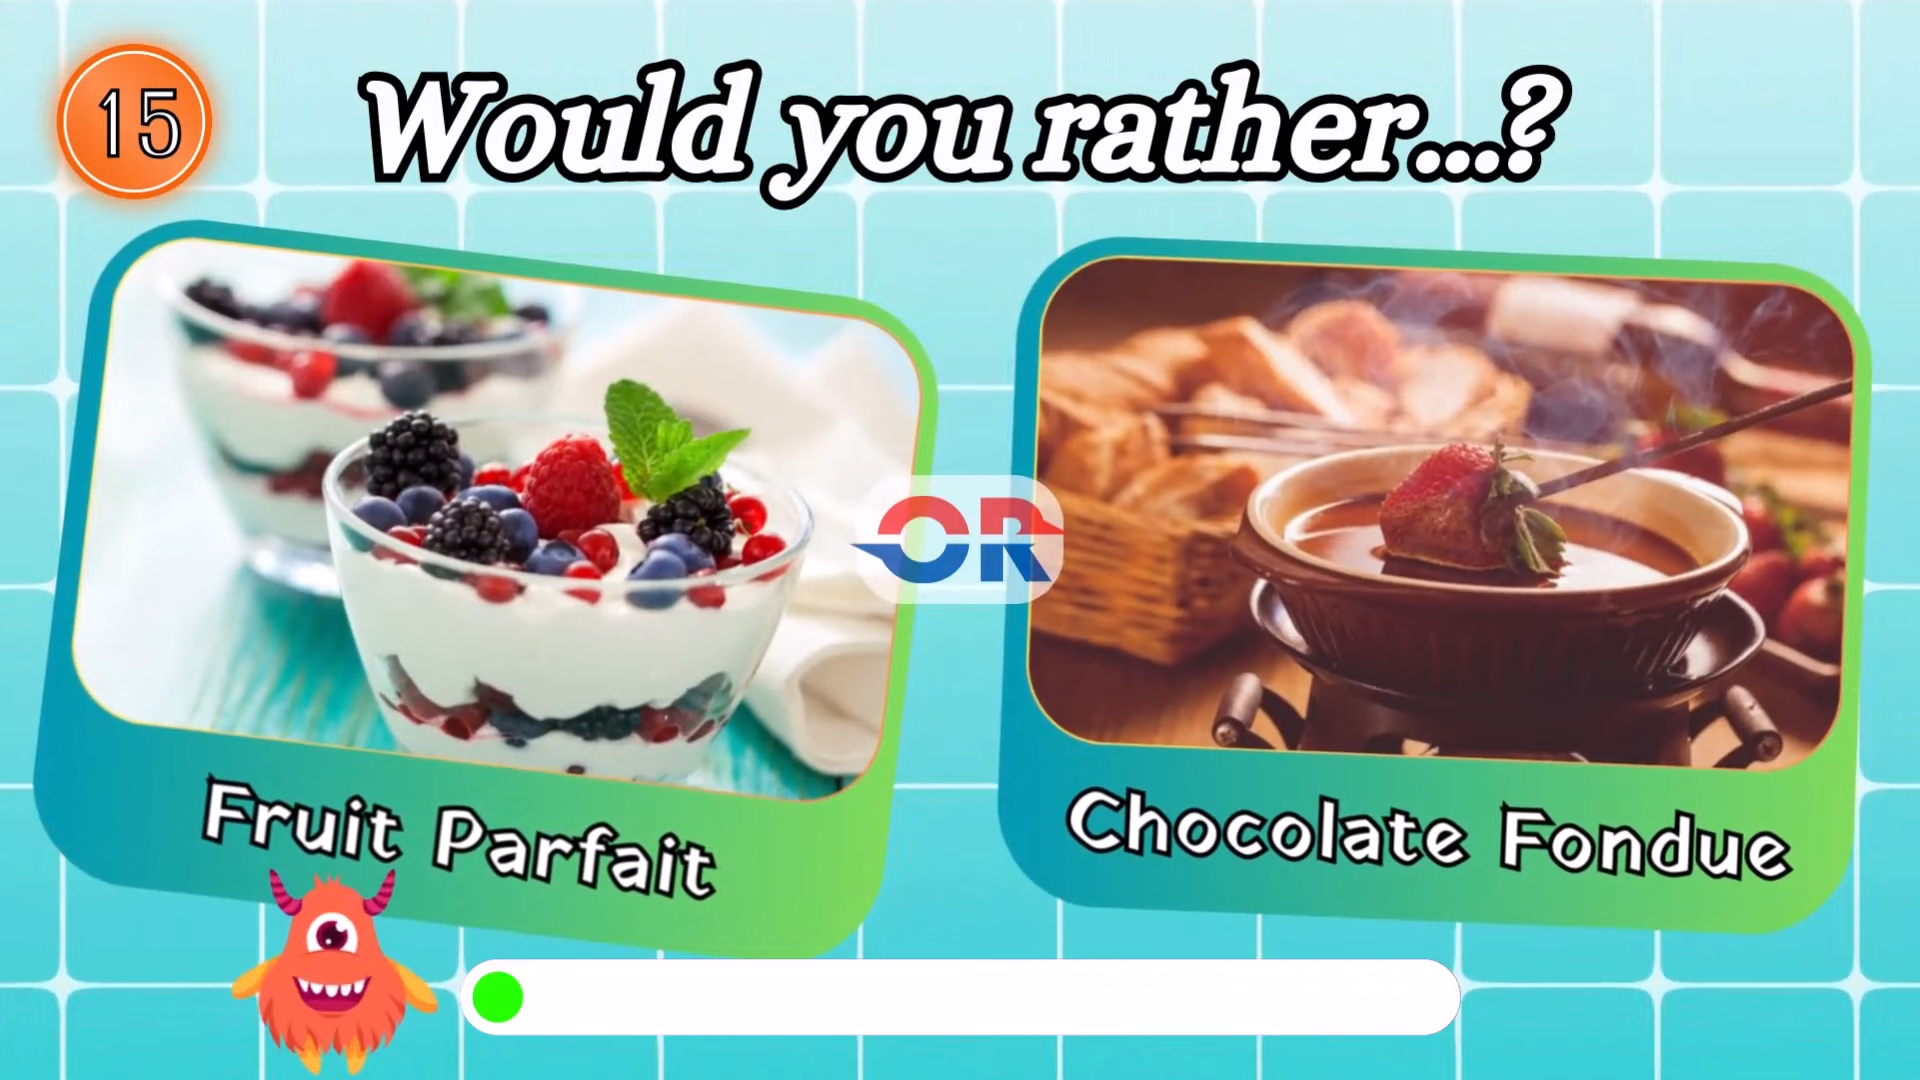 15
Would you rather...?
OR
Fruit Parfait
Chocolate Fondue